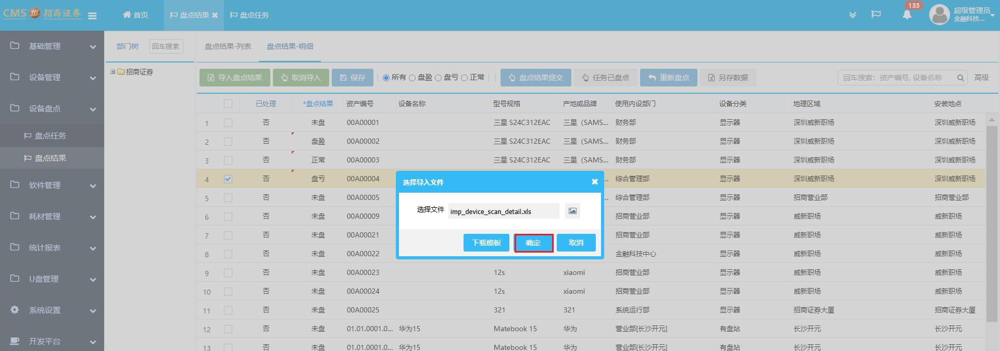 CMS 招商证券
首页
盘点结果
盘点任务
133
超级管理员
金融科技...
基础管理
设备管理
设备盘点
盘点任务
盘点结果
软件管理
耗材管理
统计报表
U盘管理
系统设置
开发平台
部门树 回车搜索
招商证券
盘点结果-列表 盘点结果-明细
导入盘点结果 取消导入 保存 所有 盘盈 盘亏 正常 盘点结果提交 任务已盘点 重新盘点 另存数据 回车搜索：资产编号, 设备名称 高级
已处理 *盘点结果 资产编号 设备名称 型号规格 产地或品牌 使用内设部门 设备分类 地理区域 安装地点
1 否 未盘 00A00001 三星 S24C312EAC 三星（SAMS... 财务部 显示器 深圳威新职场 深圳威新职场
2 否 盘盈 00A00002 三星 S24C312EAC 三星（SAMS... 财务部 显示器 深圳威新职场 深圳威新职场
3 否 正常 00A00003 三星 S24C312EAC 三星（SAMS... 财务部 显示器 深圳威新职场 深圳威新职场
4 否 盘亏 00A00004 ... 综合管理部 显示器 深圳威新职场 深圳威新职场
5 否 未盘 00A00005 ... 综合管理部 显示器 招商营业部 招商营业部
6 否 未盘 00A00009 招商营业部 显示器 威新职场 威新职场
7 否 未盘 00A00021 招商营业部 显示器 威新职场 威新职场
8 否 未盘 00A00022 金融科技中心 显示器 威新职场 威新职场
9 否 未盘 00A00023 12s xiaomi 招商营业部 显示器 威新职场 威新职场
10 否 未盘 00A00024 12s xiaomi 招商营业部 显示器 威新职场 威新职场
11 否 未盘 00A00025 321 321 系统运行部 显示器 招商证券大厦 招商证券大厦
12 否 未盘 01.01.0001.0... 华为15 Matebook 15 华为 营业部[长沙开元] 有盘站 长沙开元 长沙开元
13 否 未盘 01.01.0001.0... 华为15 Matebook 15 华为 营业部[长沙开元] 有盘站 长沙开元 长沙开元
选择导入文件
选择文件 imp_device_scan_detail.xls
下载模板 确定 取消